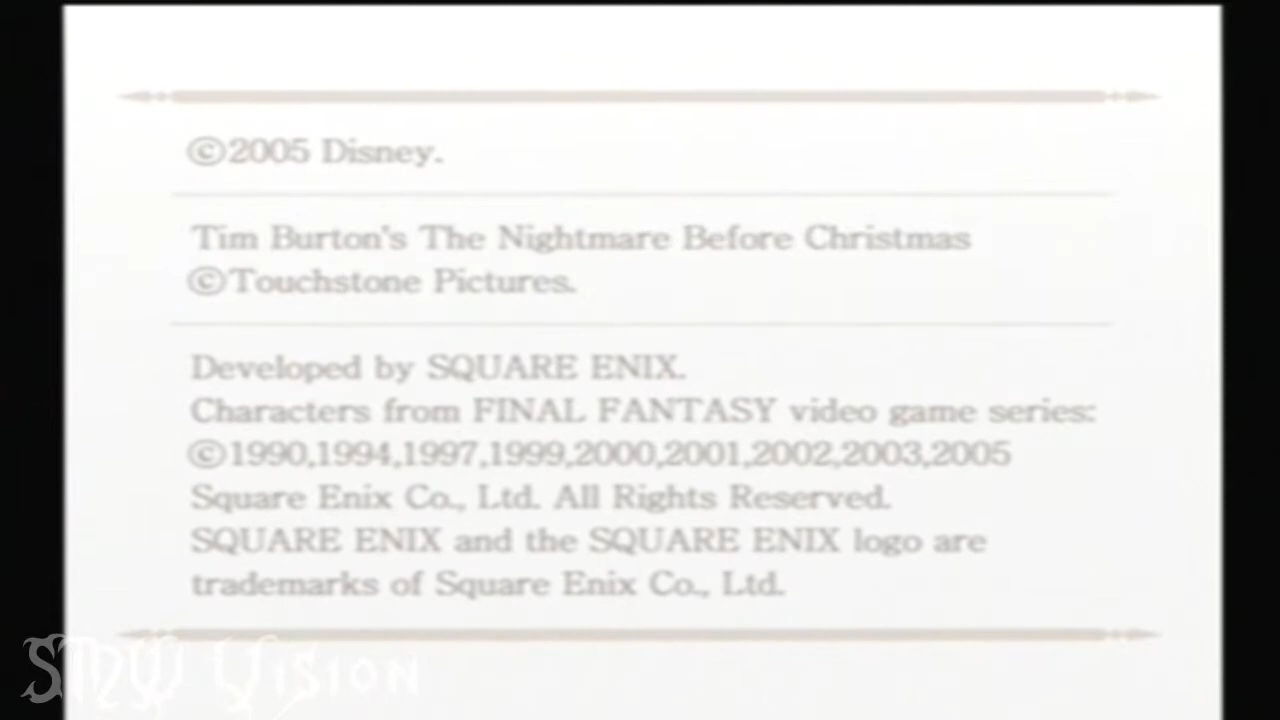 ©2005 Disney.
Tim Burton's The Nightmare Before Christmas
©Touchstone Pictures.
Developed by SQUARE ENIX.
Characters from FINAL FANTASY video game series:
©1990,1994,1997,1999,2000,2001,2002,2003,2005
Square Enix Co., Ltd. All Rights Reserved.
SQUARE ENIX and the SQUARE ENIX logo are
trademarks of Square Enix Co., Ltd.
Vision